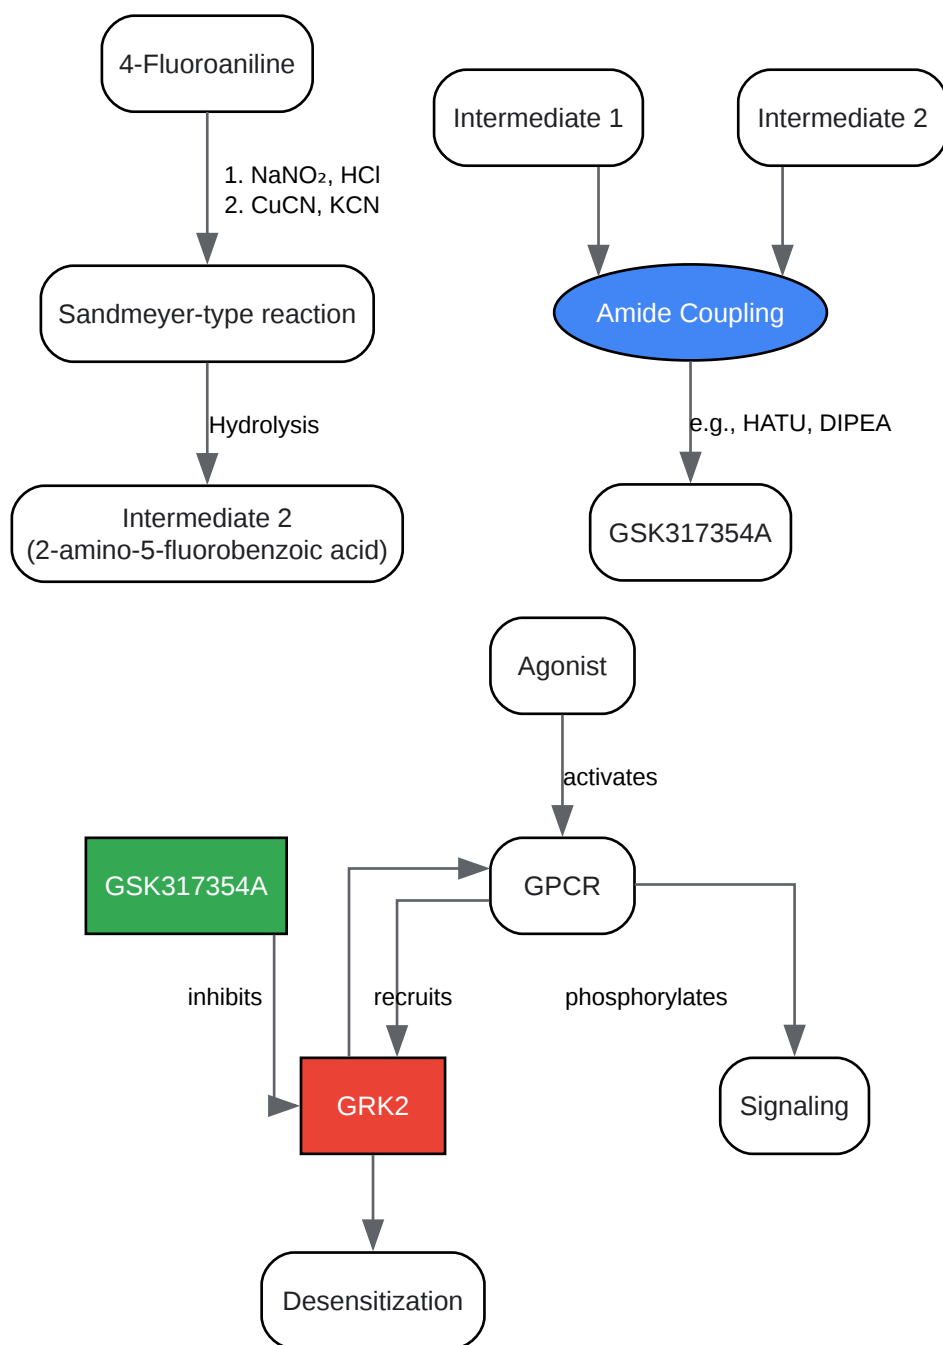 4-Fluoroaniline
1. NaNO₂, HCl
2. CuCN, KCN
Sandmeyer-type reaction
Hydrolysis
Intermediate 2
(2-amino-5-fluorobenzoic acid)
Intermediate 1
Intermediate 2
Amide Coupling
e.g., HATU, DIPEA
GSK317354A
Agonist
activates
GSK317354A
GPCR
inhibits
recruits
phosphorylates
GRK2
Signaling
Desensitization